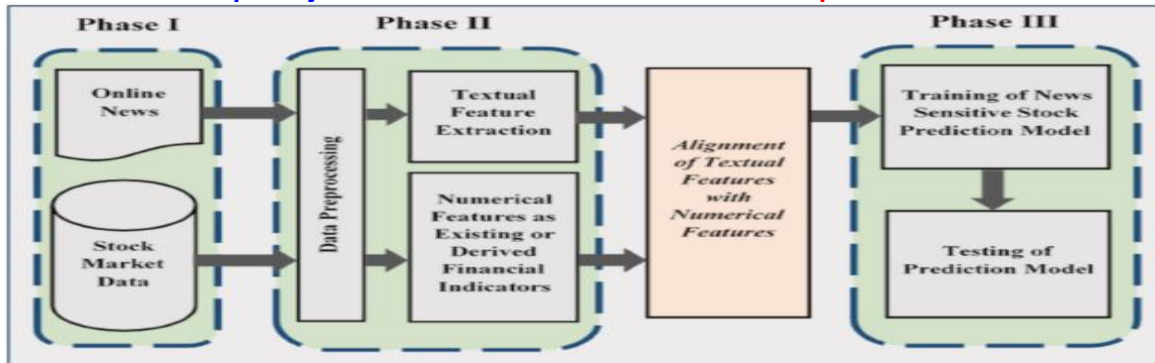 Phase I
Phase II
Phase III
Online
News
Stock
Market
Data
Data Preprocessing
Textual
Feature
Extraction
Numerical
Features as
Existing or
Derived
Financial
Indicators
Alignment
of Textual
Features
with
Numerical
Features
Training of News
Sensitive Stock
Prediction Model
Testing of
Prediction Model